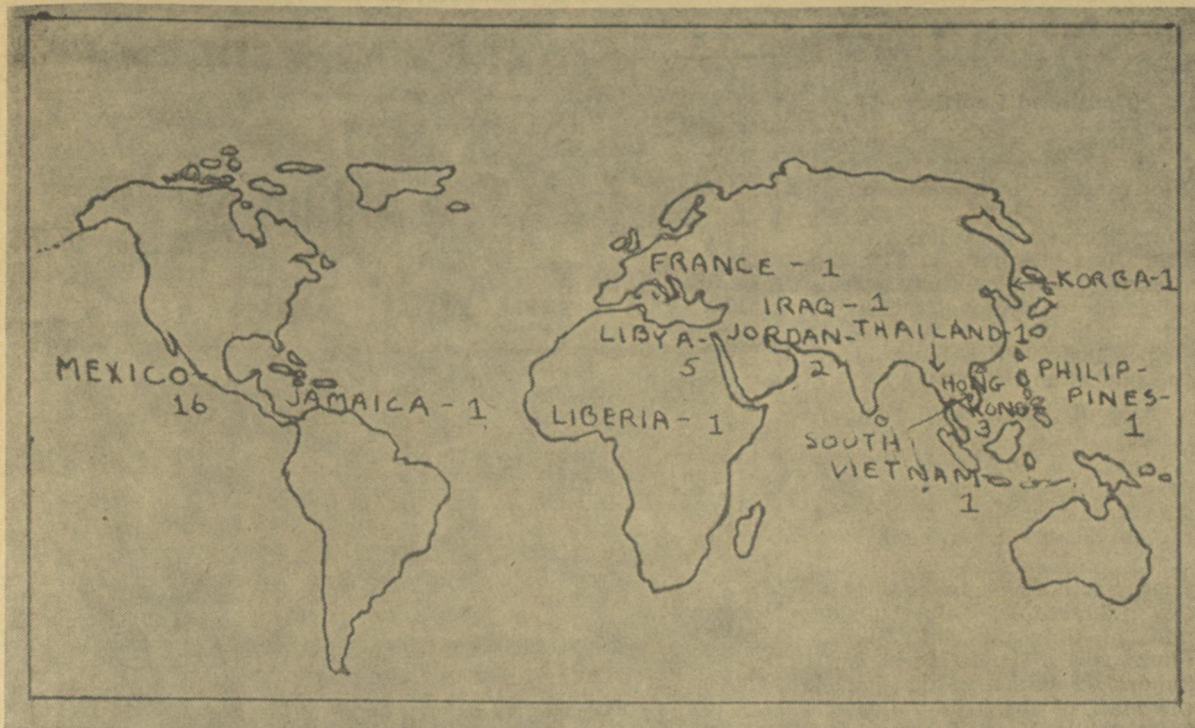 FRANCE - 1
KOREA-1
IRAQ - 1
LIBYA-
5
JORDAN-
2
THAILAND-1
MEXICO-
16
JAMAICA - 1
LIBERIA - 1
HONG
KONG
3
PHILIP-
PINES-
1
SOUTH
VIETNAM
1